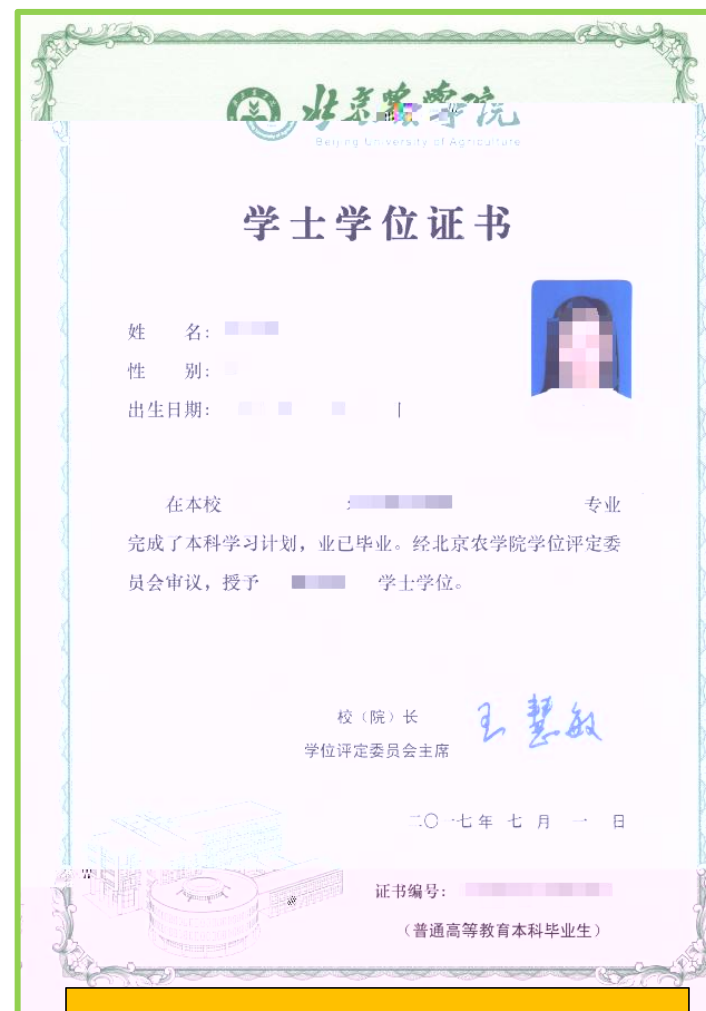 北京農學院
Beijing University of Agriculture
学士学位证书
姓 名：
性 别：
出生日期：
在本校 专业
完成了本科学习计划，业已毕业。经北京农学院学位评定委
员会审议，授予 学士学位。
校（院）长 王慧敏
学位评定委员会主席
二〇一七年 七 月 一 日
证书编号：
（普通高等教育本科毕业生）